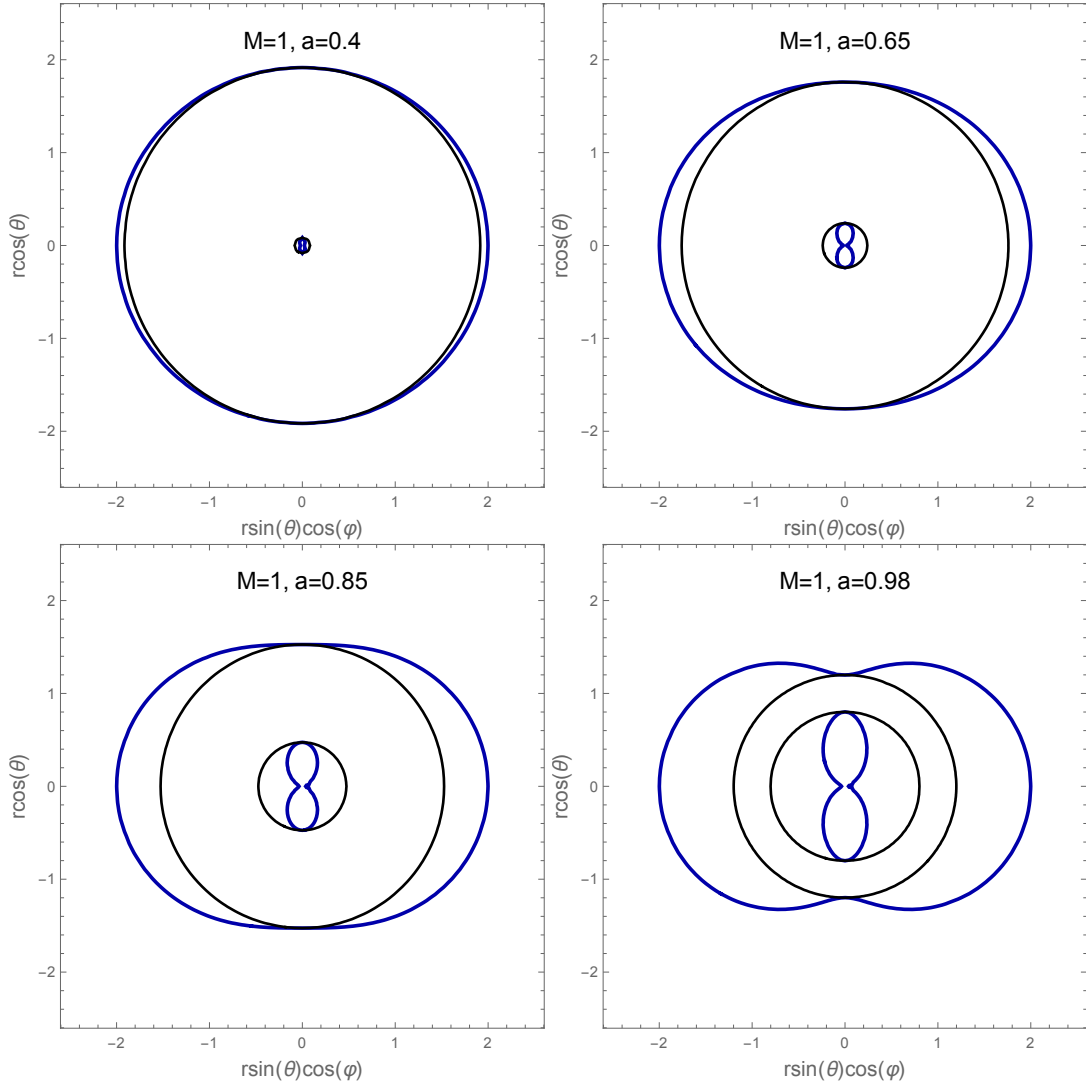 M=1, a=0.4
rcos(θ)
2
1
0
−1
−2
−2 −1 0 1 2
rsin(θ)cos(φ)
M=1, a=0.65
rcos(θ)
2
1
0
−1
−2
−2 −1 0 1 2
rsin(θ)cos(φ)
M=1, a=0.85
rcos(θ)
2
1
0
−1
−2
−2 −1 0 1 2
rsin(θ)cos(φ)
M=1, a=0.98
rcos(θ)
2
1
0
−1
−2
−2 −1 0 1 2
rsin(θ)cos(φ)